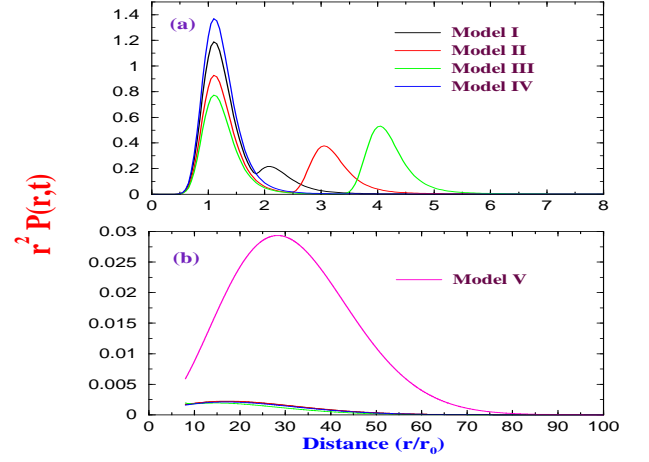 r² P(r,t)
1.4
1.2
1
0.8
0.6
0.4
0.2
0
(a)
Model I
Model II
Model III
Model IV
0 1 2 3 4 5 6 7 8
0.03
0.025
0.02
0.015
0.01
0.005
0
(b)
Model V
0 10 20 30 40 50 60 70 80 90 100
Distance (r/r₀)